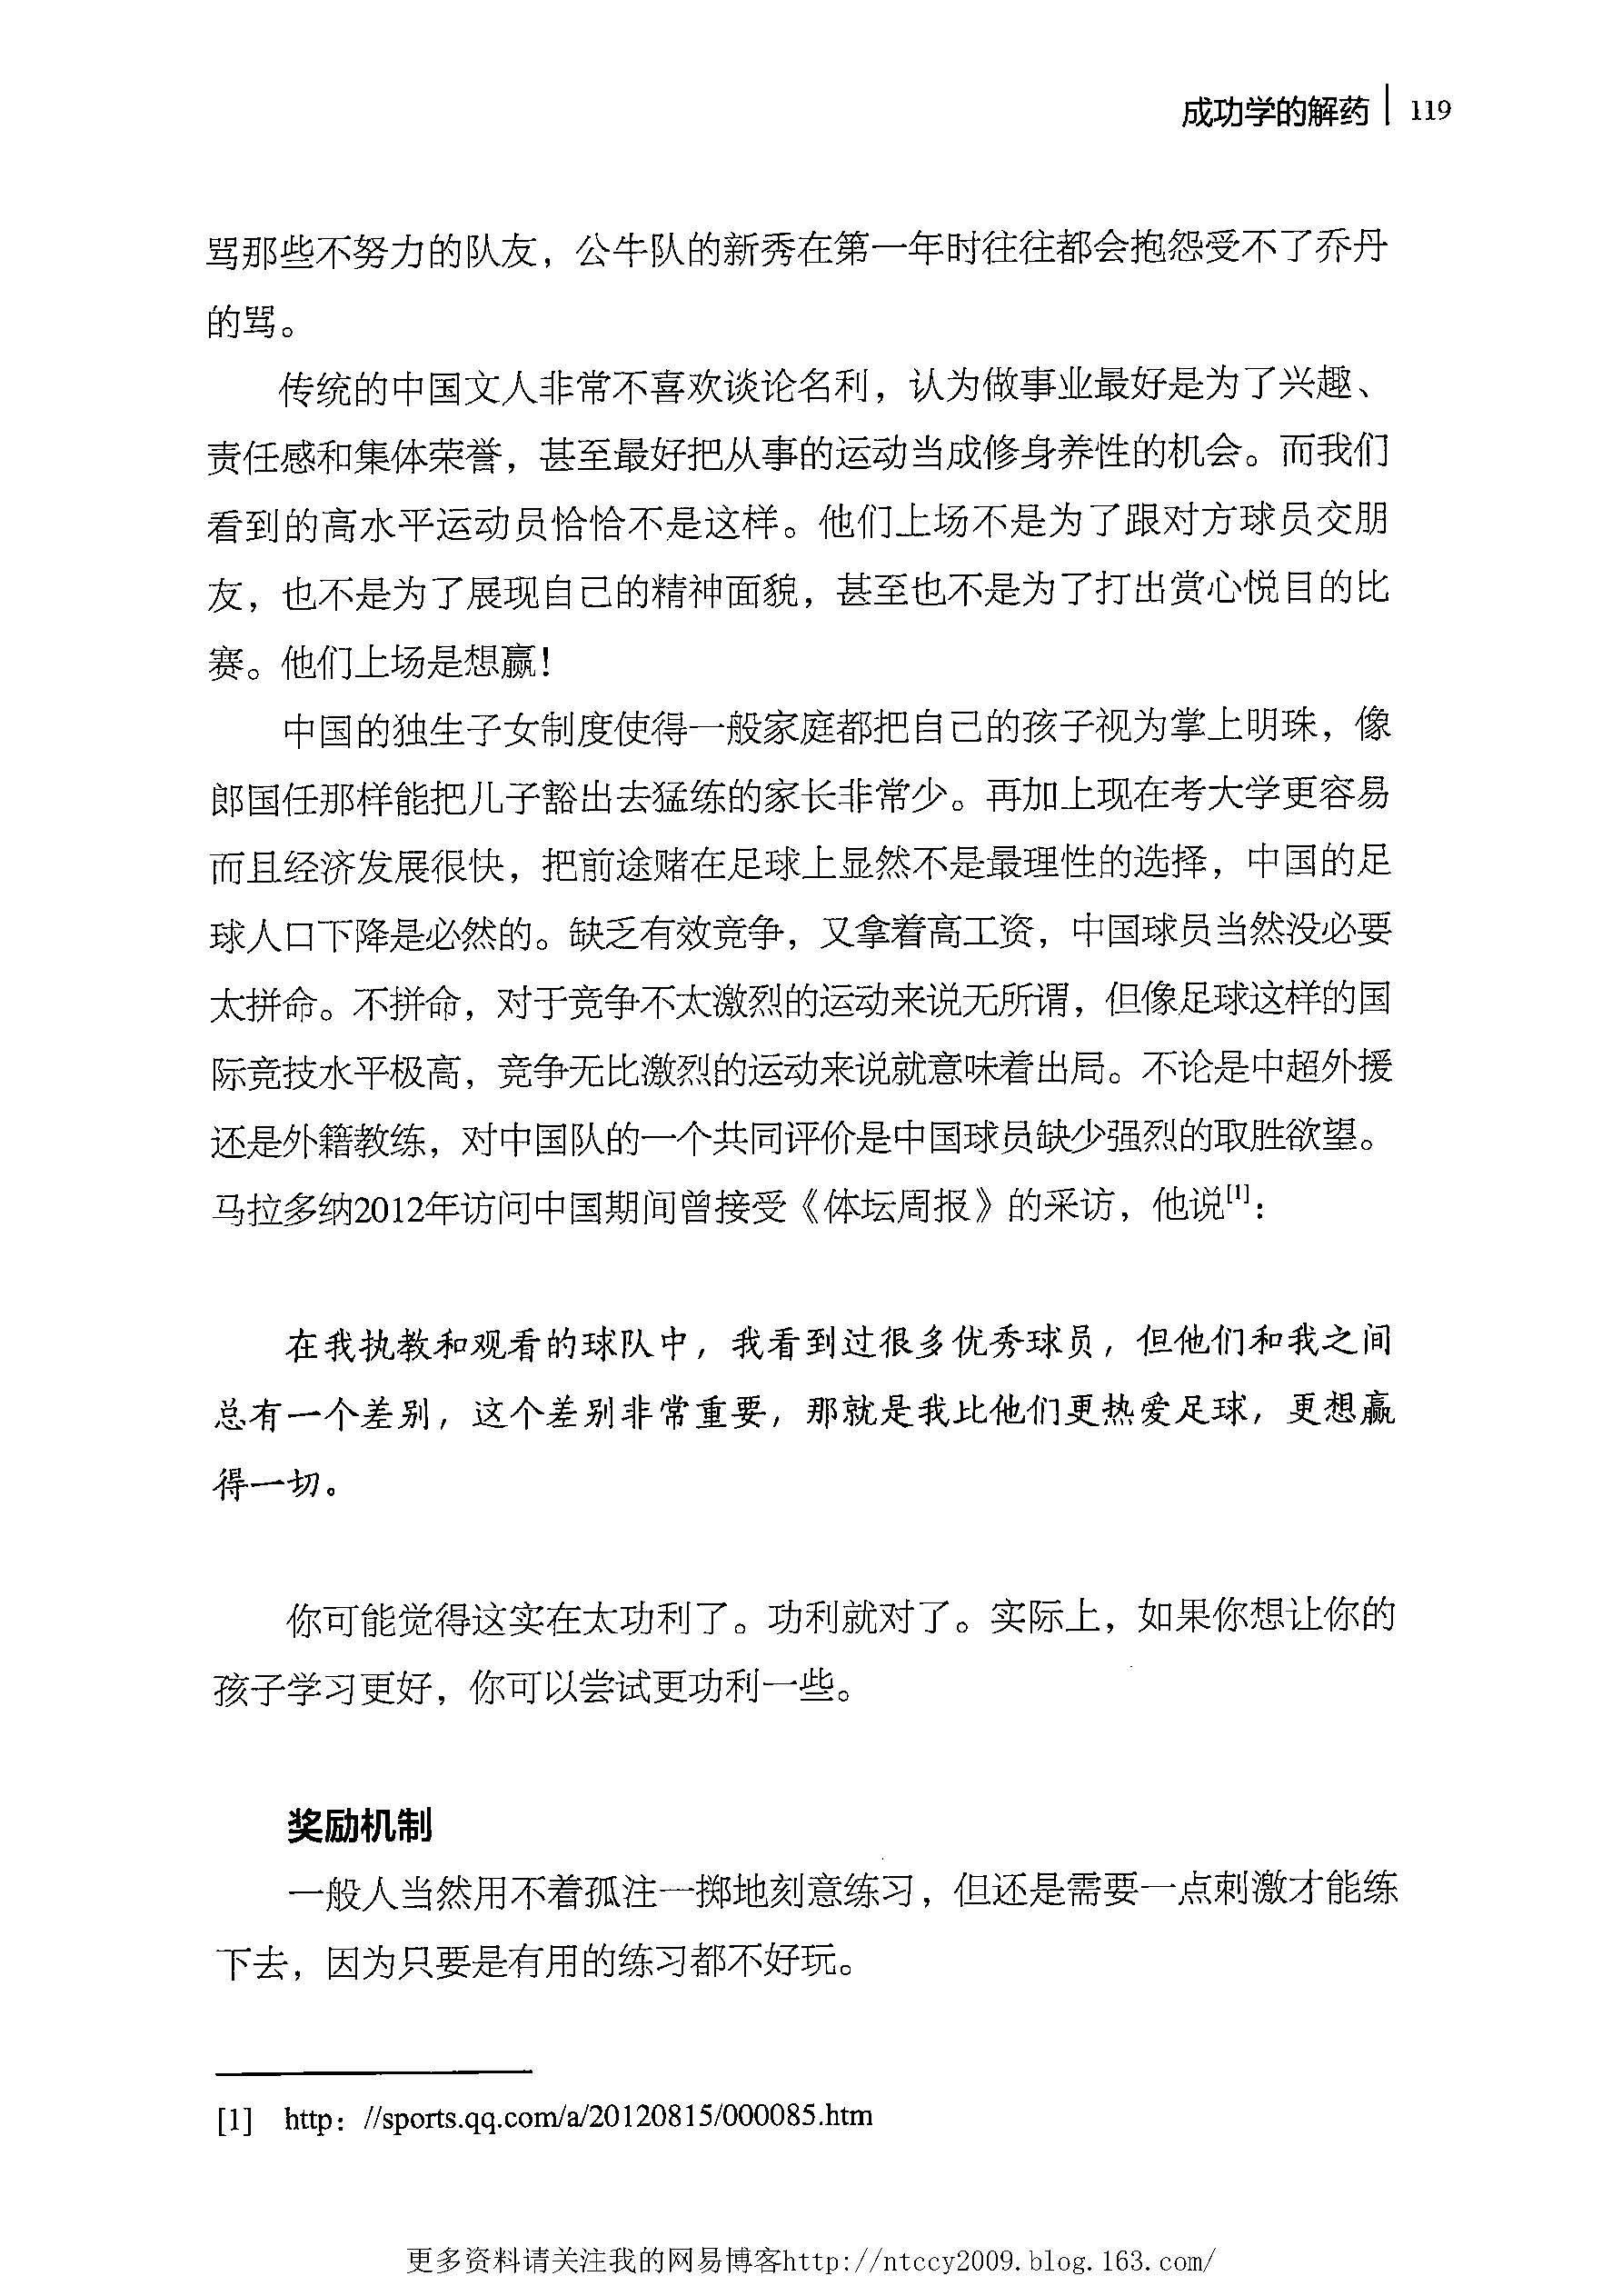 成功学的解药 | 119
骂那些不努力的队友，公牛队的新秀在第一年时往往都会抱怨受不了乔丹
的骂。
传统的中国文人非常不喜欢谈论名利，认为做事业最好是为了兴趣、
责任感和集体荣誉，甚至最好把从事的运动当成修身养性的机会。而我们
看到的高水平运动员恰恰不是这样。他们上场不是为了跟对方球员交朋
友，也不是为了展现自己的精神面貌，甚至也不是为了打出赏心悦目的比
赛。他们上场是想赢！
中国的独生子女制度使得一般家庭都把自己的孩子视为掌上明珠，像
郎国任那样能把儿子豁出去猛练的家长非常少。再加上现在考大学更容易
而且经济发展很快，把前途赌在足球上显然不是最理性的选择，中国的足
球人口下降是必然的。缺乏有效竞争，又拿着高工资，中国球员当然没必要
太拼命。不拼命，对于竞争不太激烈的运动来说无所谓，但像足球这样的国
际竞技水平极高，竞争无比激烈的运动来说就意味着出局。不论是中超外援
还是外籍教练，对中国队的一个共同评价是中国球员缺少强烈的取胜欲望。
马拉多纳2012年访问中国期间曾接受《体坛周报》的采访，他说[1]：
在我执教和观看的球队中，我看到过很多优秀球员，但他们和我之间
总有一个差别，这个差别非常重要，那就是我比他们更热爱足球，更想赢
得一切。
你可能觉得这实在太功利了。功利就对了。实际上，如果你想让你的
孩子学习更好，你可以尝试更功利一些。
奖励机制
一般人当然用不着孤注一掷地刻意练习，但还是需要一点刺激才能练
下去，因为只要是有用的练习都不好玩。
[1] http：//sports.qq.com/a/20120815/000085.htm
更多资料请关注我的网易博客http://ntccy2009.blog.163.com/